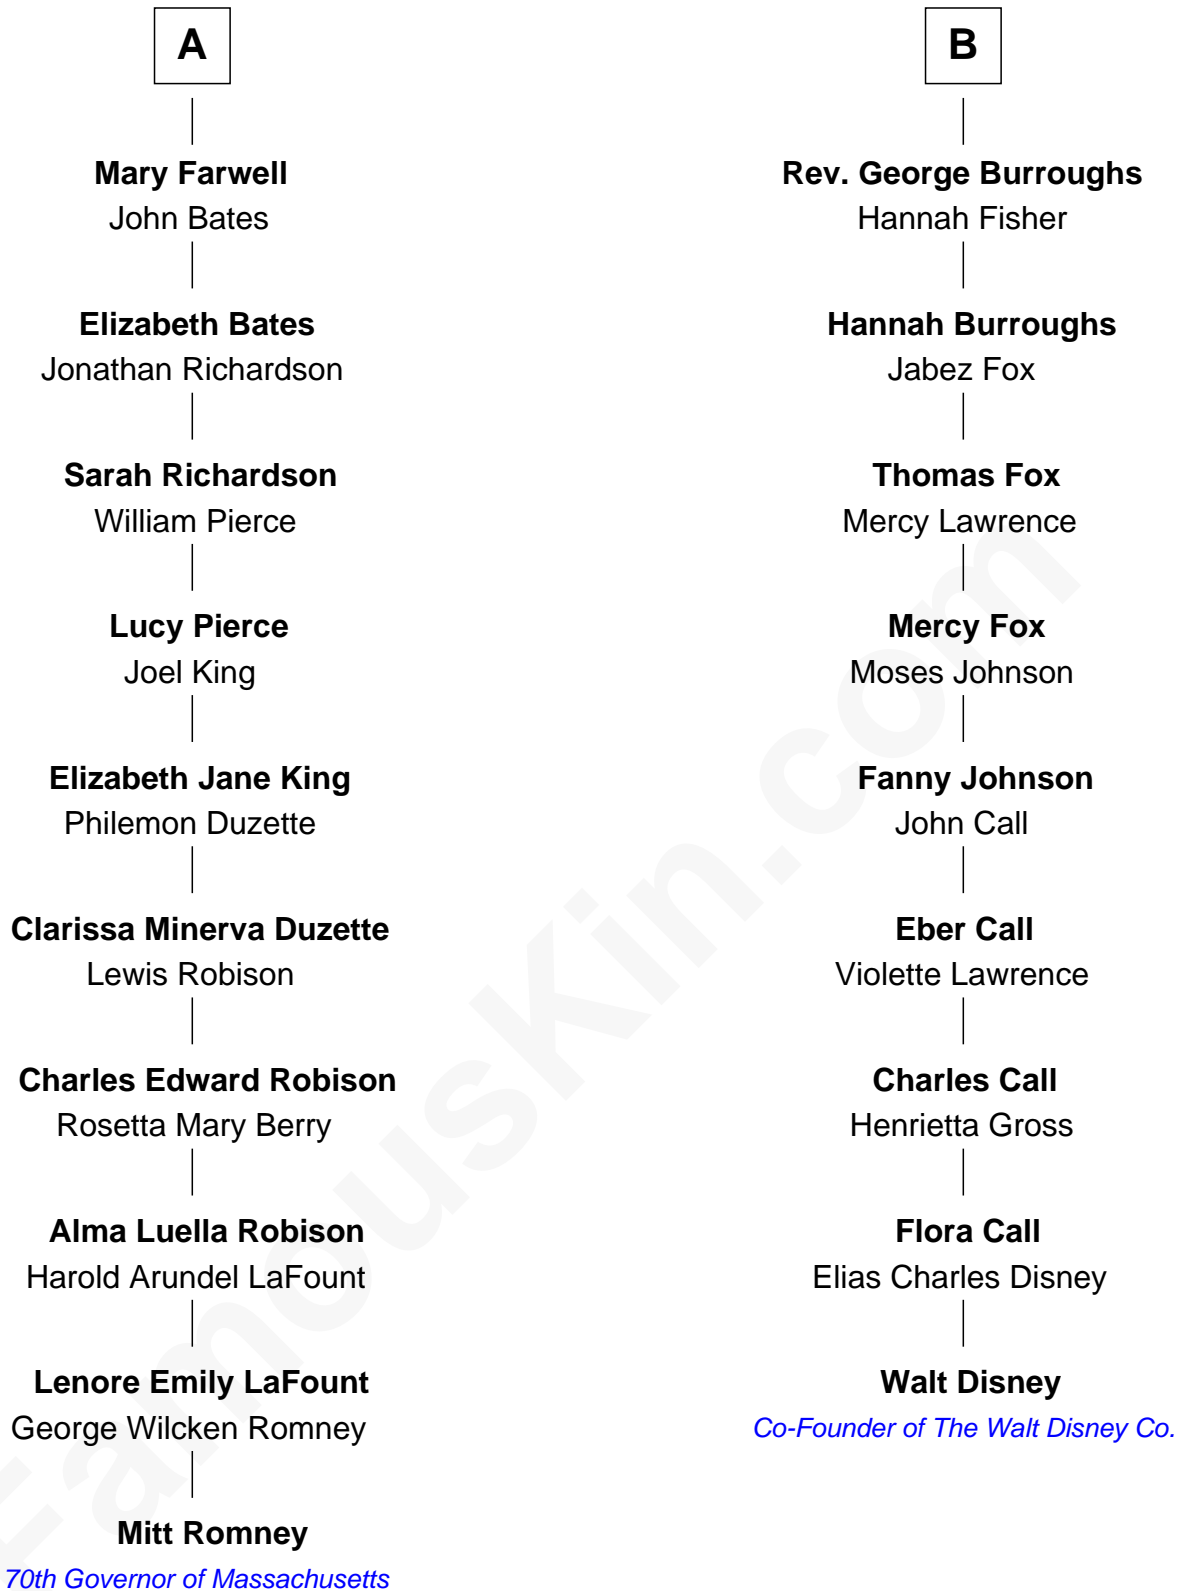 A
Mary Farwell
John Bates
Elizabeth Bates
Jonathan Richardson
Sarah Richardson
William Pierce
Lucy Pierce
Joel King
Elizabeth Jane King
Philemon Duzette
Clarissa Minerva Duzette
Lewis Robison
Charles Edward Robison
Rosetta Mary Berry
Alma Luella Robison
Harold Arundel LaFount
Lenore Emily LaFount
George Wilcken Romney
Mitt Romney
70th Governor of Massachusetts
B
Rev. George Burroughs
Hannah Fisher
Hannah Burroughs
Jabez Fox
Thomas Fox
Mercy Lawrence
Mercy Fox
Moses Johnson
Fanny Johnson
John Call
Eber Call
Violette Lawrence
Charles Call
Henrietta Gross
Flora Call
Elias Charles Disney
Walt Disney
Co-Founder of The Walt Disney Co.
FamousKin.com